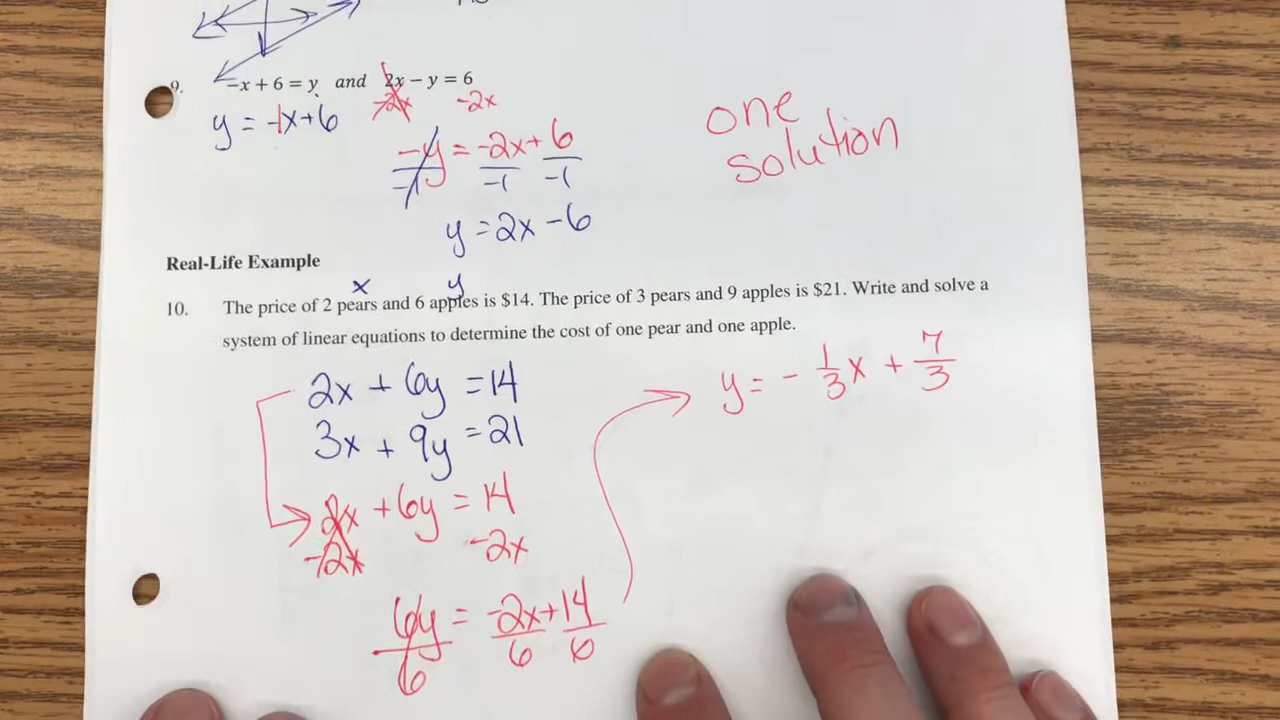 9. −x + 6 = y and 2x − y = 6
-2x -2x
y = -1x+6
-y = -2x + 6
-1 -1 -1
y = 2x - 6
one
solution
Real-Life Example
x y
10. The price of 2 pears and 6 apples is $14. The price of 3 pears and 9 apples is $21. Write and solve a
system of linear equations to determine the cost of one pear and one apple.
2x + 6y = 14
3x + 9y = 21
2x + 6y = 14
-2x -2x
6y = -2x + 14
6 6 6
y = - 1/3 x + 7/3